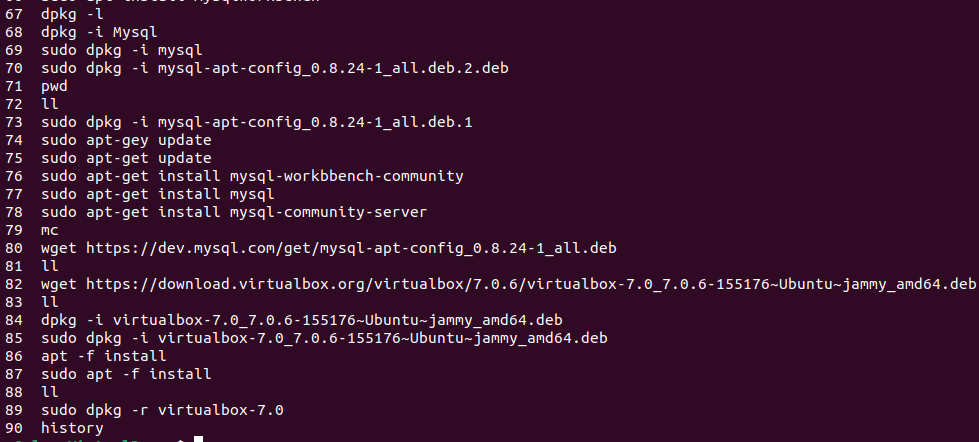 67 dpkg -l
68 dpkg -i Mysql
69 sudo dpkg -i mysql
70 sudo dpkg -i mysql-apt-config_0.8.24-1_all.deb.2.deb
71 pwd
72 ll
73 sudo dpkg -i mysql-apt-config_0.8.24-1_all.deb.1
74 sudo apt-gey update
75 sudo apt-get update
76 sudo apt-get install mysql-workbbench-community
77 sudo apt-get install mysql
78 sudo apt-get install mysql-community-server
79 mc
80 wget https://dev.mysql.com/get/mysql-apt-config_0.8.24-1_all.deb
81 ll
82 wget https://download.virtualbox.org/virtualbox/7.0.6/virtualbox-7.0_7.0.6-155176~Ubuntu~jammy_amd64.deb
83 ll
84 dpkg -i virtualbox-7.0_7.0.6-155176~Ubuntu~jammy_amd64.deb
85 sudo dpkg -i virtualbox-7.0_7.0.6-155176~Ubuntu~jammy_amd64.deb
86 apt -f install
87 sudo apt -f install
88 ll
89 sudo dpkg -r virtualbox-7.0
90 history